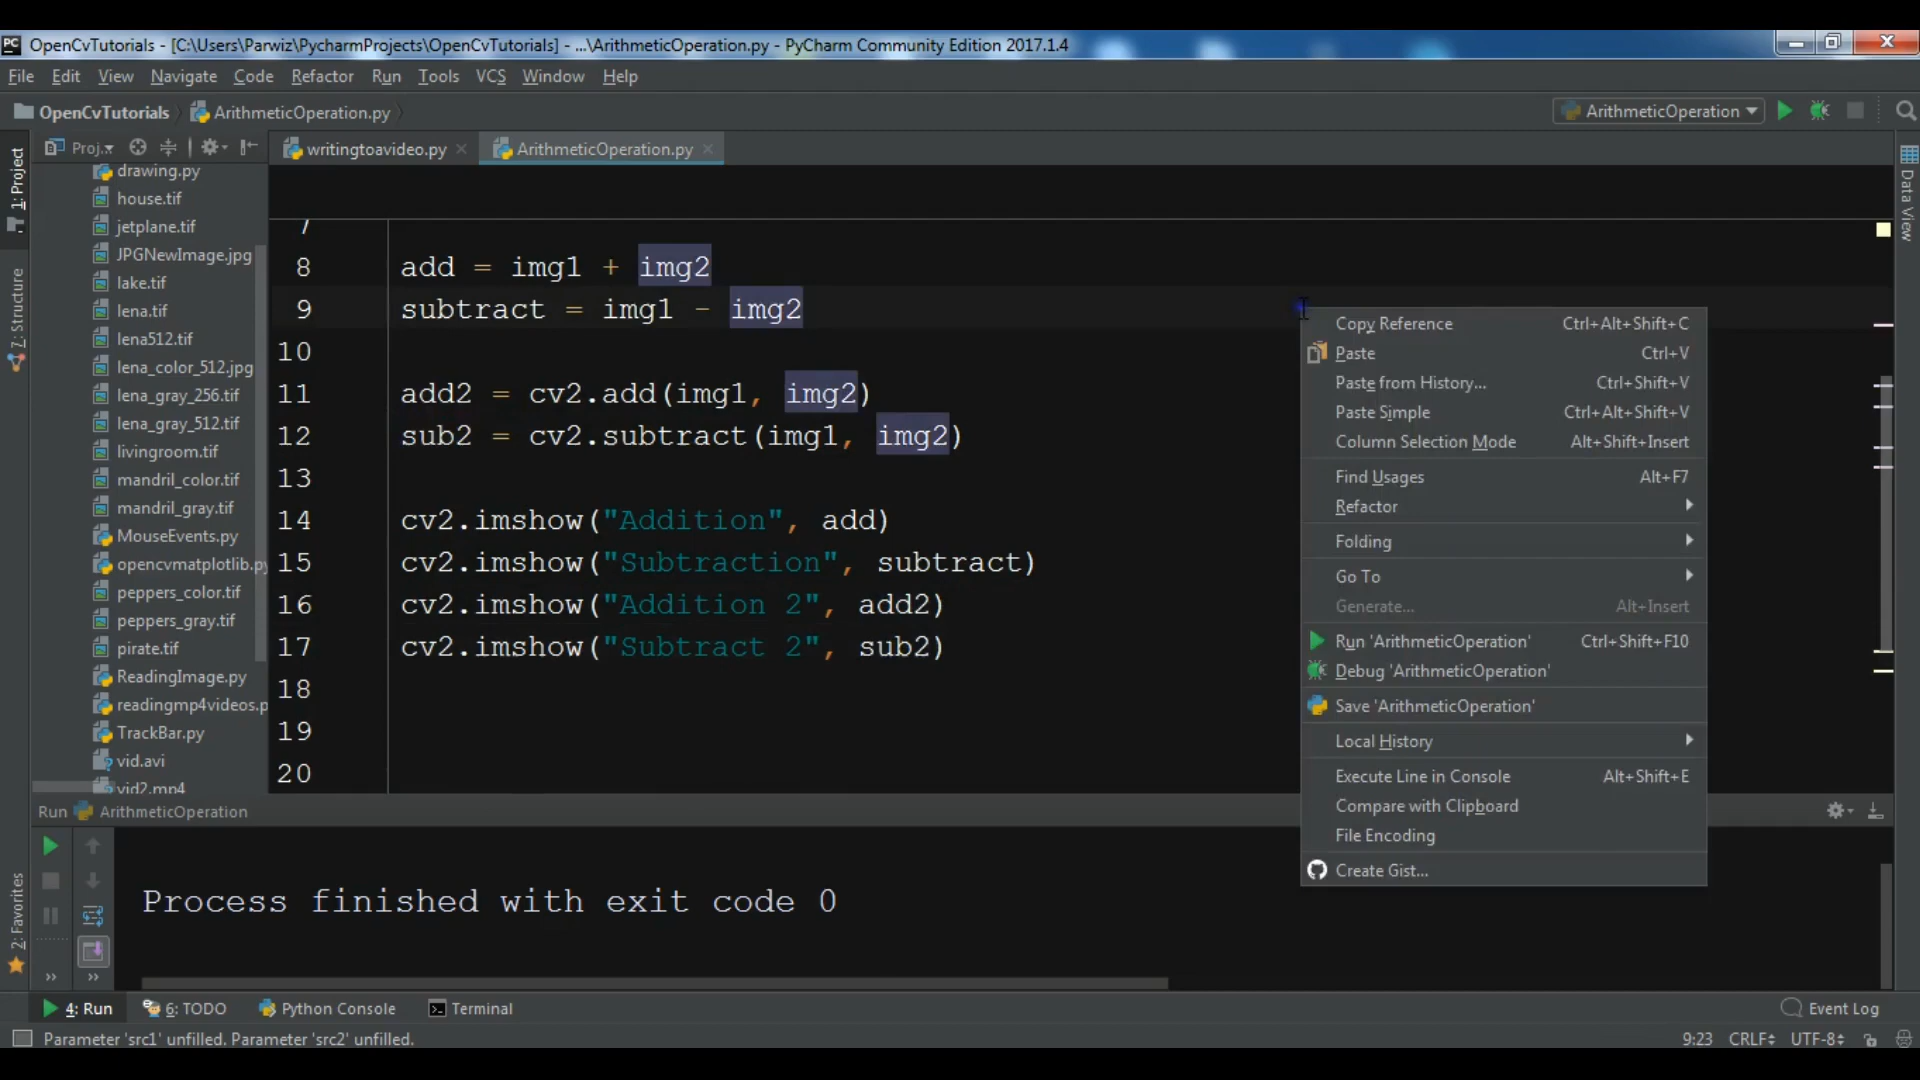 OpenCvTutorials - [C:\Users\Parwiz\PycharmProjects\OpenCvTutorials] - ...\ArithmeticOperation.py - PyCharm Community Edition 2017.1.4
File Edit View Navigate Code Refactor Run Tools VCS Window Help
OpenCvTutorials ArithmeticOperation.py ArithmeticOperation
Proj..
writingtoavideo.py ArithmeticOperation.py
1: Project
7: Structure
2: Favorites
Data View
drawing.py
house.tif
jetplane.tif
JPGNewImage.jpg
lake.tif
lena.tif
lena512.tif
lena_color_512.jpg
lena_gray_256.tif
lena_gray_512.tif
livingroom.tif
mandril_color.tif
mandril_gray.tif
MouseEvents.py
opencvmatplotlib.py
peppers_color.tif
peppers_gray.tif
pirate.tif
ReadingImage.py
readingmp4videos.p
TrackBar.py
vid.avi
vid2.mp4
7
8 add = img1 + img2
9 subtract = img1 - img2
10
11 add2 = cv2.add(img1, img2)
12 sub2 = cv2.subtract(img1, img2)
13
14 cv2.imshow("Addition", add)
15 cv2.imshow("Subtraction", subtract)
16 cv2.imshow("Addition 2", add2)
17 cv2.imshow("Subtract 2", sub2)
18
19
20
Copy Reference Ctrl+Alt+Shift+C
Paste Ctrl+V
Paste from History... Ctrl+Shift+V
Paste Simple Ctrl+Alt+Shift+V
Column Selection Mode Alt+Shift+Insert
Find Usages Alt+F7
Refactor
Folding
Go To
Generate... Alt+Insert
Run 'ArithmeticOperation' Ctrl+Shift+F10
Debug 'ArithmeticOperation'
Save 'ArithmeticOperation'
Local History
Execute Line in Console Alt+Shift+E
Compare with Clipboard
File Encoding
Create Gist...
Run ArithmeticOperation
Process finished with exit code 0
4: Run 6: TODO Python Console Terminal Event Log
Parameter 'src1' unfilled. Parameter 'src2' unfilled. 9:23 CRLF UTF-8